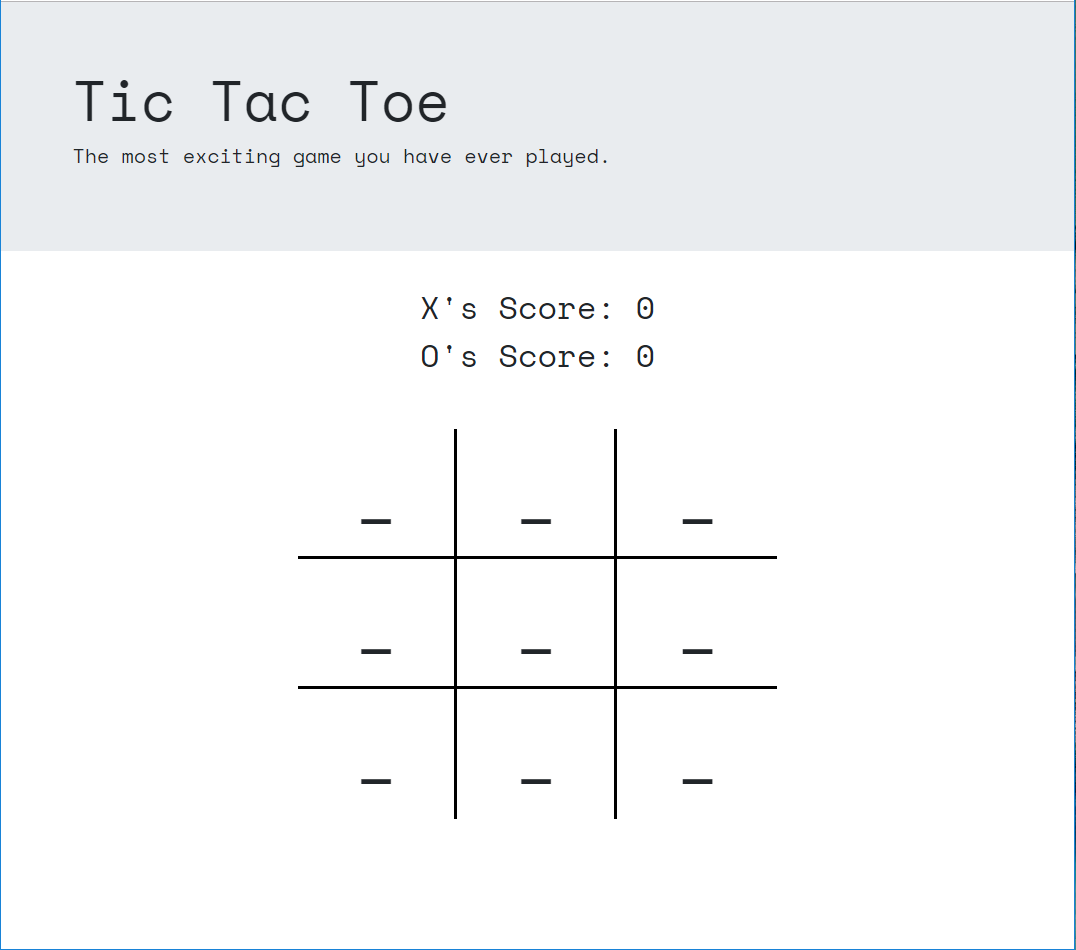 Tic Tac Toe
The most exciting game you have ever played.
X's Score: 0
O's Score: 0
_ _ _
_ _ _
_ _ _